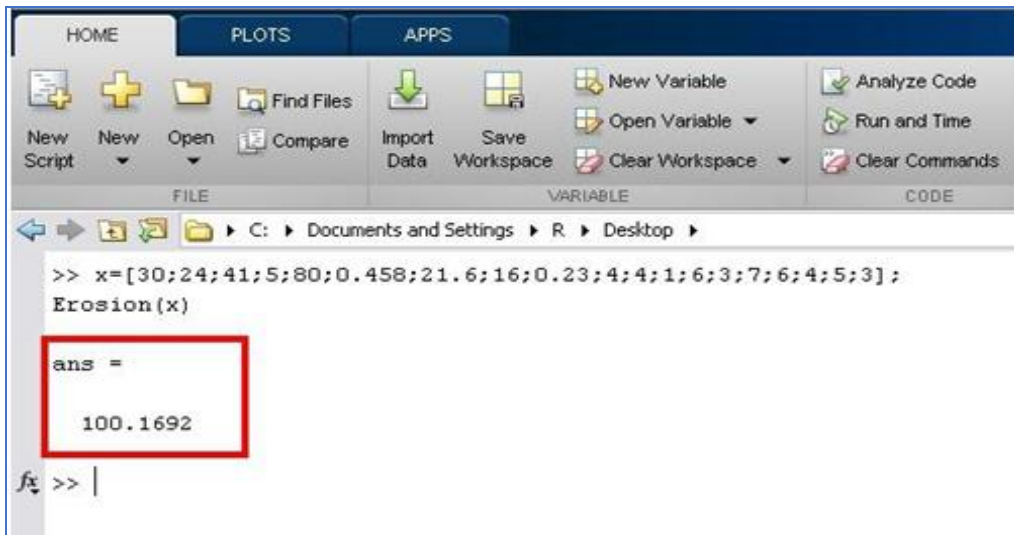 HOME PLOTS APPS
New Script
New
Open
Find Files
Compare
Import Data
Save Workspace
New Variable
Open Variable
Clear Workspace
Analyze Code
Run and Time
Clear Commands
FILE VARIABLE CODE
C: Documents and Settings R Desktop
>> x=[30;24;41;5;80;0.458;21.6;16;0.23;4;4;1;6;3;7;6;4;5;3];
Erosion(x)
ans =
100.1692
fx >>